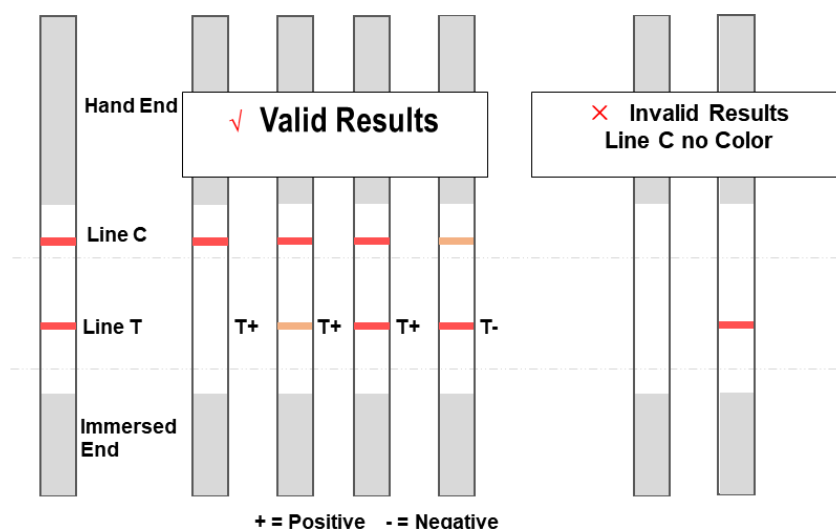 Hand End
√ Valid Results
× Invalid Results
Line C no Color
Line C
Line T
T+
T+
T+
T-
Immersed
End
+ = Positive - = Negative